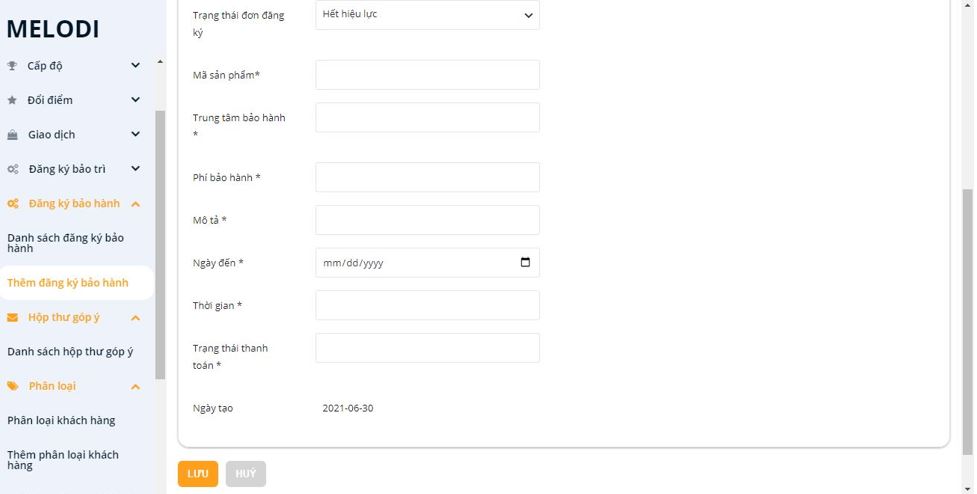 MELODI
Cấp độ
Đổi điểm
Giao dịch
Đăng ký bảo trì
Đăng ký bảo hành
Danh sách đăng ký bảo
hành
Thêm đăng ký bảo hành
Hộp thư góp ý
Danh sách hộp thư góp ý
Phân loại
Phân loại khách hàng
Thêm phân loại khách
hàng
Trạng thái đơn đăng
ký
Hết hiệu lực
Mã sản phẩm*
Trung tâm bảo hành
*
Phí bảo hành *
Mô tả *
Ngày đến *
mm/dd/yyyy
Thời gian *
Trạng thái thanh
toán *
Ngày tạo
2021-06-30
LƯU
HUỶ